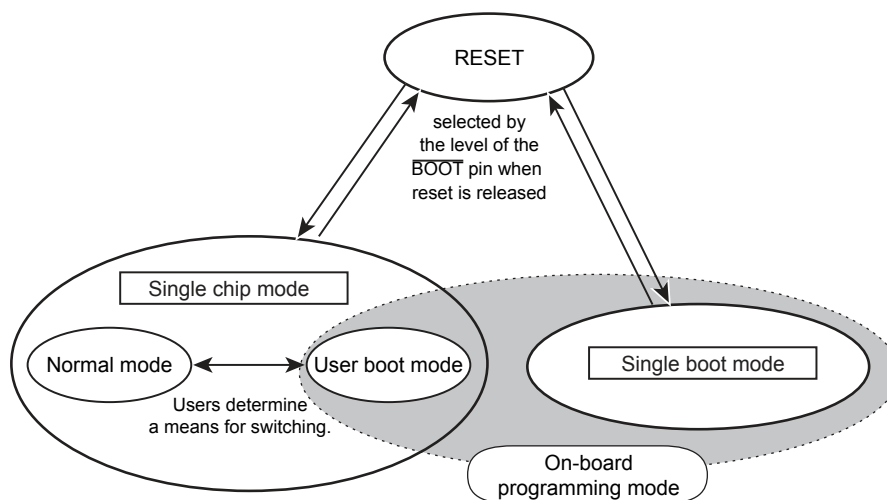 RESET
selected by
the level of the
BOOT pin when
reset is released
Single chip mode
Normal mode
User boot mode
Single boot mode
Users determine
a means for switching.
On-board
programming mode